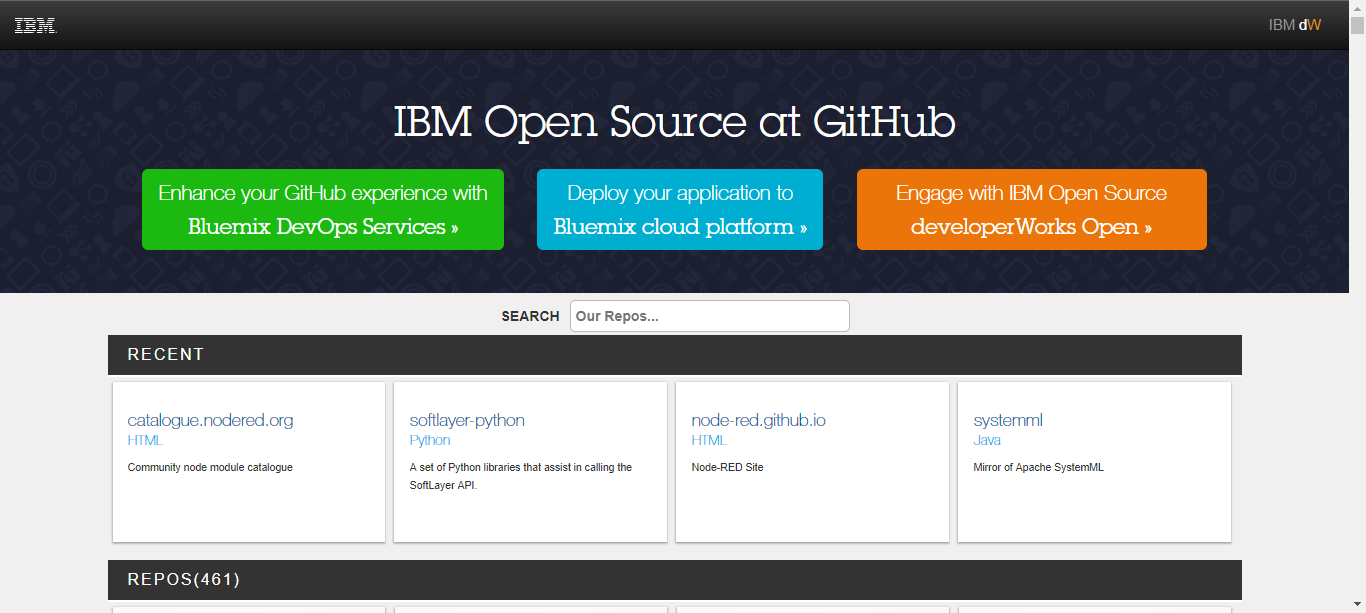 IBM
IBM dW
IBM Open Source at GitHub
Enhance your GitHub experience with
Bluemix DevOps Services »
Deploy your application to
Bluemix cloud platform »
Engage with IBM Open Source
developerWorks Open »
SEARCH Our Repos...
RECENT
catalogue.nodered.org
HTML
Community node module catalogue
softlayer-python
Python
A set of Python libraries that assist in calling the
SoftLayer API.
node-red.github.io
HTML
Node-RED Site
systemml
Java
Mirror of Apache SystemML
REPOS(461)